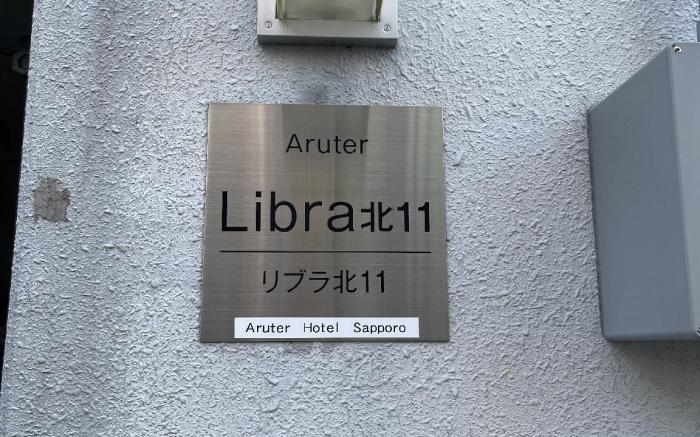 Aruter
Libra北11
リブラ北11
Aruter Hotel Sapporo